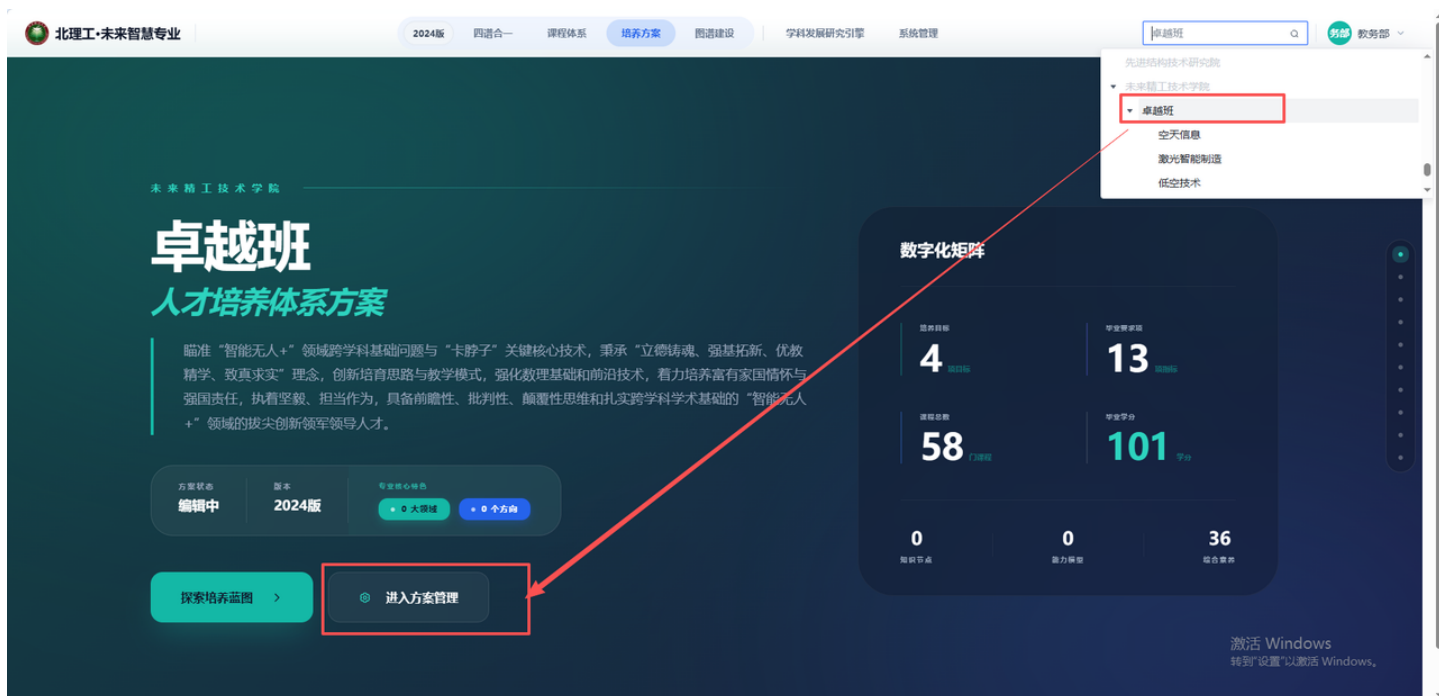 北理工·未来智慧专业
2024版 四谱合一 课程体系 培养方案 图谱建设 学科发展研究引擎 系统管理
卓越班
务部 教务部
先进结构技术研究院
未来精工技术学院
卓越班
空天信息
激光智能制造
低空技术
未来精工技术学院
卓越班
人才培养体系方案
瞄准“智能无人+”领域跨学科基础问题与“卡脖子”关键核心技术，秉承“立德铸魂、强基拓新、优教
精学、致真求实”理念，创新培育思路与教学模式，强化数理基础和前沿技术，着力培养富有家国情怀与
强国责任，执着坚毅、担当作为，具备前瞻性、批判性、颠覆性思维和扎实跨学科学术基础的“智能无人
+”领域的拔尖创新领军领导人才。
方案状态 版本 专业核心特色
编辑中 2024版 0 大领域 0 个方向
探索培养蓝图 进入方案管理
数字化矩阵
培养目标 毕业要求项
4 项目标 13 项指标
课程总数 毕业学分
58 门课程 101 学分
0 0 36
知识节点 能力模型 综合素养
激活 Windows
转到“设置”以激活 Windows。